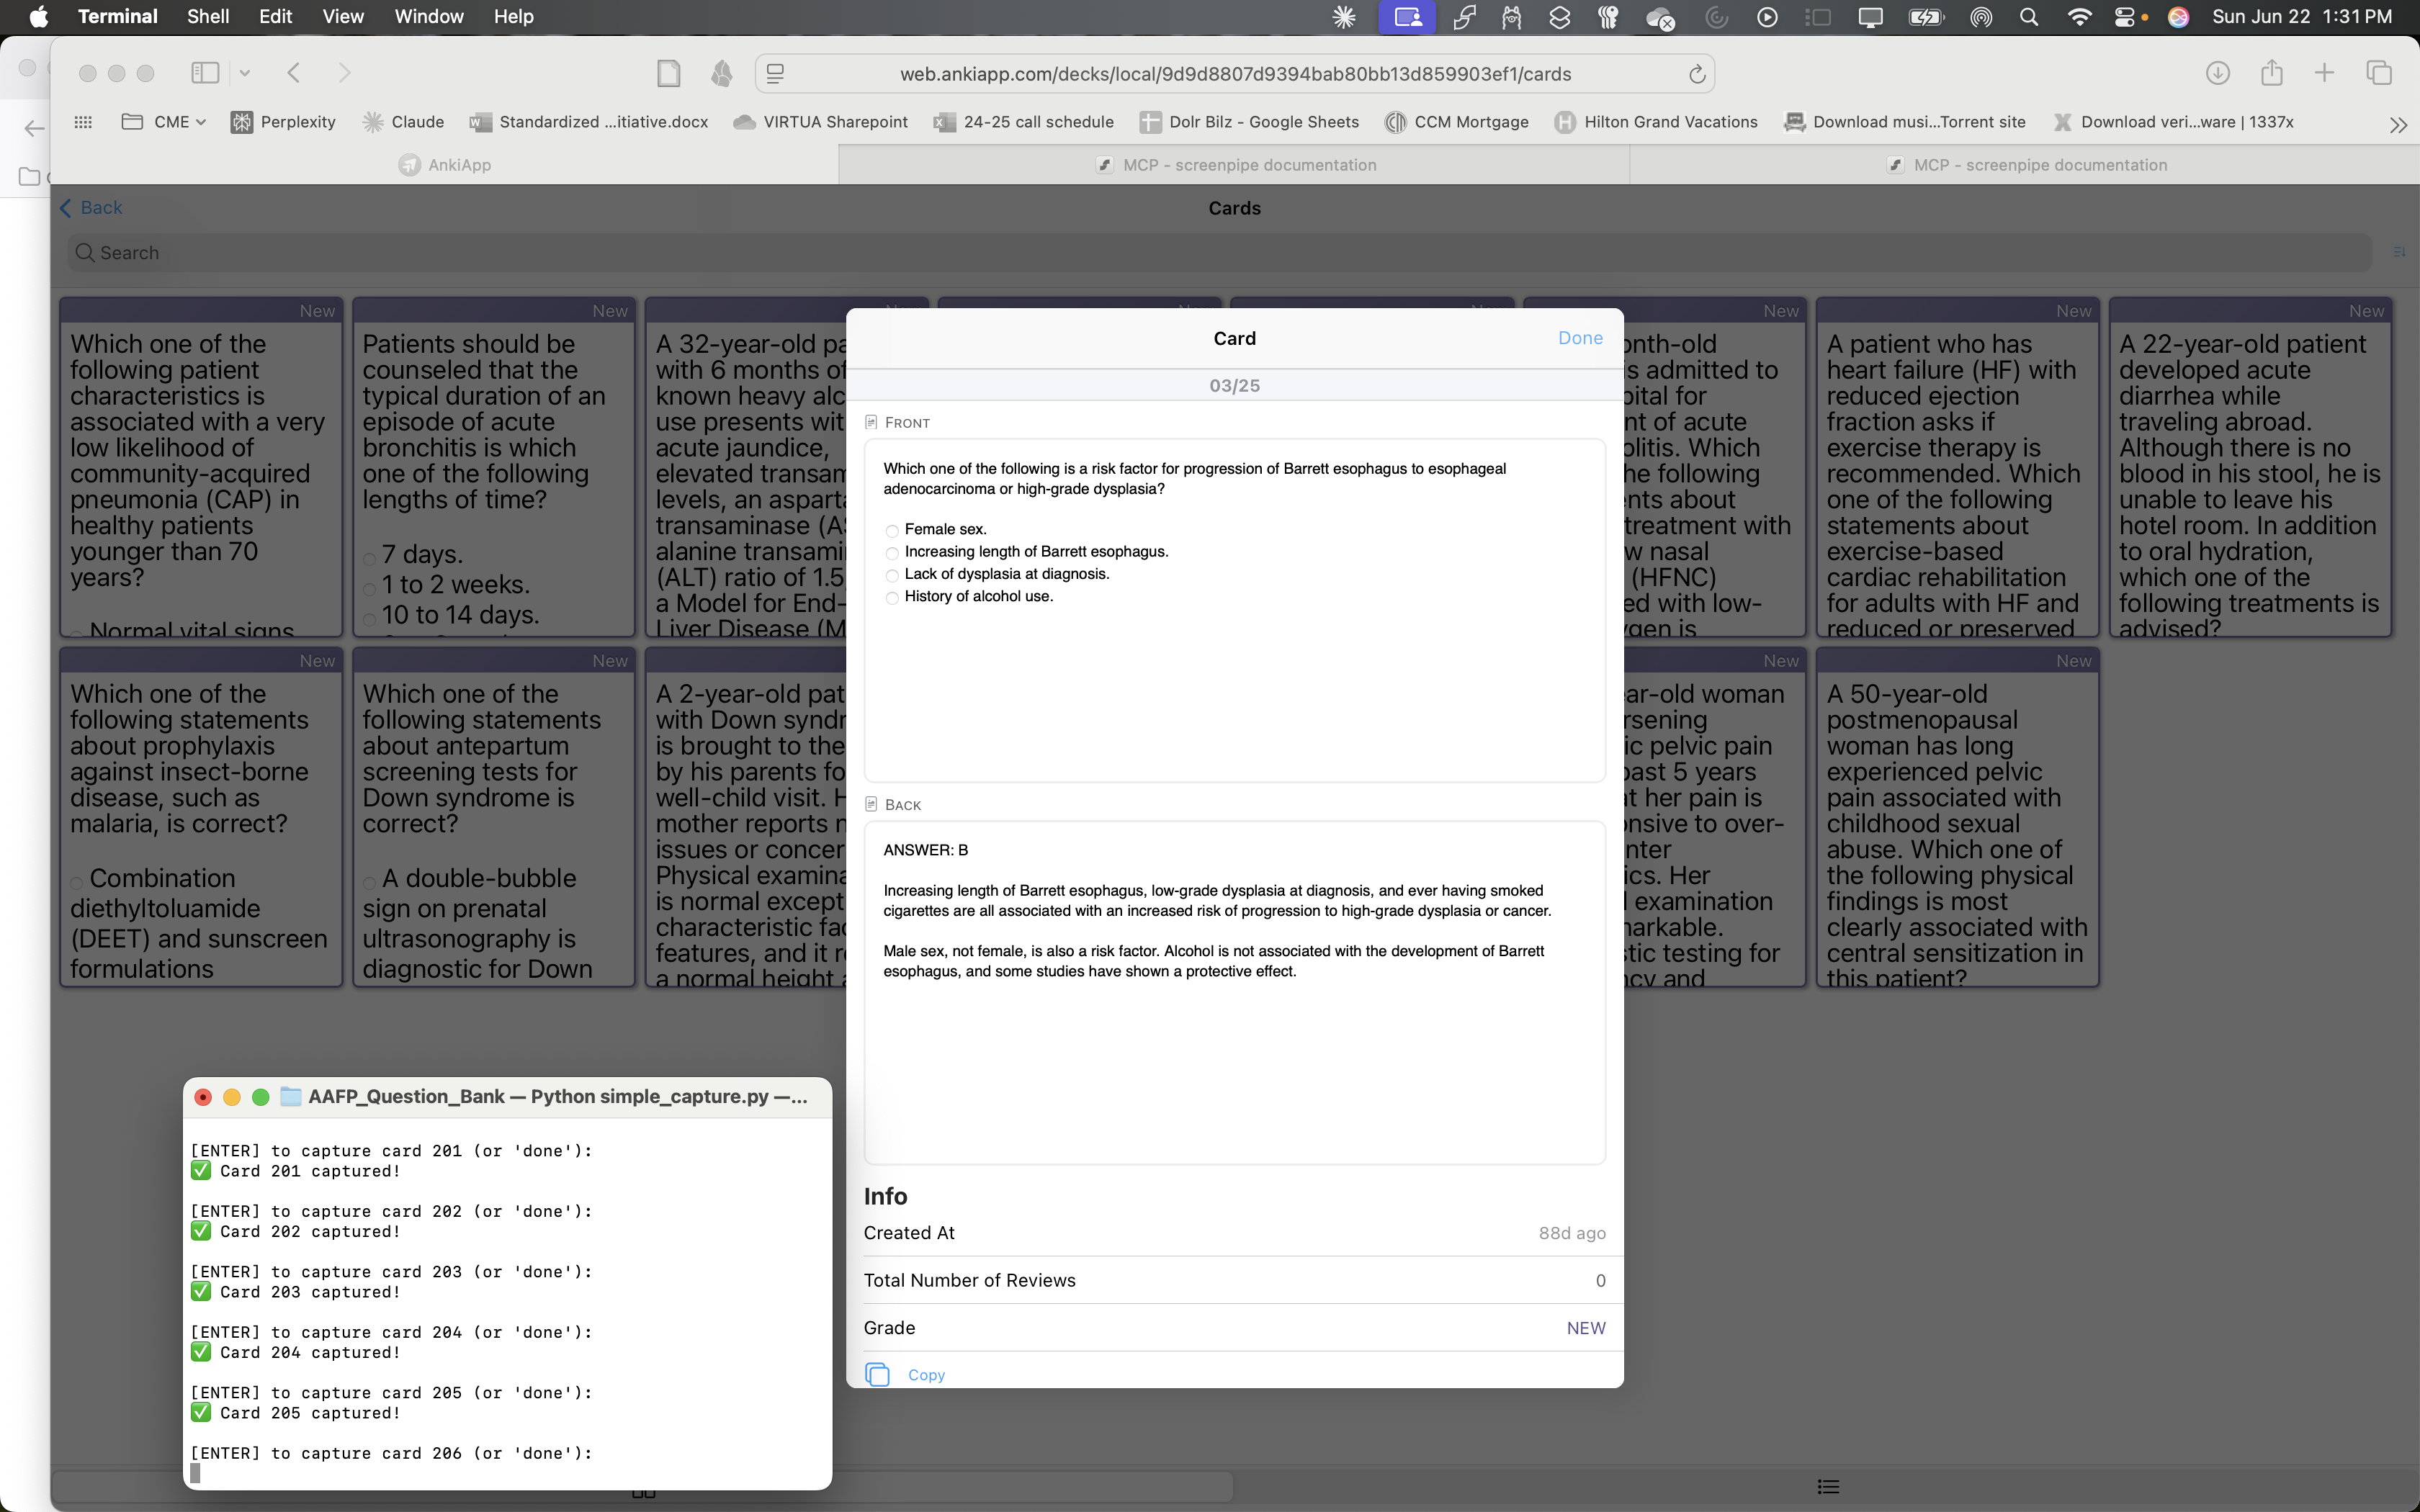 Terminal Shell Edit View Window Help Sun Jun 22 1:31 PM
web.ankiapp.com/decks/local/9d9d8807d9394bab80bb13d859903ef1/cards
CME Perplexity Claude Standardized ...itiative.docx VIRTUA Sharepoint 24-25 call schedule Dolr Bilz - Google Sheets CCM Mortgage Hilton Grand Vacations Download musi...Torrent site Download veri...ware | 1337x
AnkiApp MCP - screenpipe documentation MCP - screenpipe documentation
Back Cards
Search
New
Which one of the
following patient
characteristics is
associated with a very
low likelihood of
community-acquired
pneumonia (CAP) in
healthy patients
younger than 70
years?
Normal vital signs
New
Patients should be
counseled that the
typical duration of an
episode of acute
bronchitis is which
one of the following
lengths of time?
7 days.
1 to 2 weeks.
10 to 14 days.
A 32-year-old pa
with 6 months of
known heavy alc
use presents wit
acute jaundice,
elevated transam
levels, an asparta
transaminase (AS
alanine transami
(ALT) ratio of 1.5
a Model for End-
Liver Disease (M
New
onth-old
is admitted to
pital for
nt of acute
olitis. Which
he following
nts about
treatment with
w nasal
(HFNC)
ed with low-
ygen is
New
A patient who has
heart failure (HF) with
reduced ejection
fraction asks if
exercise therapy is
recommended. Which
one of the following
statements about
exercise-based
cardiac rehabilitation
for adults with HF and
reduced or preserved
New
A 22-year-old patient
developed acute
diarrhea while
traveling abroad.
Although there is no
blood in his stool, he is
unable to leave his
hotel room. In addition
to oral hydration,
which one of the
following treatments is
advised?
New
Which one of the
following statements
about prophylaxis
against insect-borne
disease, such as
malaria, is correct?
Combination
diethyltoluamide
(DEET) and sunscreen
formulations
New
Which one of the
following statements
about antepartum
screening tests for
Down syndrome is
correct?
A double-bubble
sign on prenatal
ultrasonography is
diagnostic for Down
A 2-year-old pat
with Down syndr
is brought to the
by his parents fo
well-child visit. H
mother reports n
issues or concer
Physical examina
is normal except
characteristic fac
features, and it r
a normal height a
New
ar-old woman
rsening
ic pelvic pain
past 5 years
at her pain is
onsive to over-
nter
ics. Her
l examination
narkable.
stic testing for
ncy and
New
A 50-year-old
postmenopausal
woman has long
experienced pelvic
pain associated with
childhood sexual
abuse. Which one of
the following physical
findings is most
clearly associated with
central sensitization in
this patient?
Card Done
03/25
FRONT
Which one of the following is a risk factor for progression of Barrett esophagus to esophageal
adenocarcinoma or high-grade dysplasia?
Female sex.
Increasing length of Barrett esophagus.
Lack of dysplasia at diagnosis.
History of alcohol use.
BACK
ANSWER: B
Increasing length of Barrett esophagus, low-grade dysplasia at diagnosis, and ever having smoked
cigarettes are all associated with an increased risk of progression to high-grade dysplasia or cancer.
Male sex, not female, is also a risk factor. Alcohol is not associated with the development of Barrett
esophagus, and some studies have shown a protective effect.
Info
Created At 88d ago
Total Number of Reviews 0
Grade NEW
Copy
AAFP_Question_Bank — Python simple_capture.py —...
[ENTER] to capture card 201 (or 'done'):
✅ Card 201 captured!
[ENTER] to capture card 202 (or 'done'):
✅ Card 202 captured!
[ENTER] to capture card 203 (or 'done'):
✅ Card 203 captured!
[ENTER] to capture card 204 (or 'done'):
✅ Card 204 captured!
[ENTER] to capture card 205 (or 'done'):
✅ Card 205 captured!
[ENTER] to capture card 206 (or 'done'):